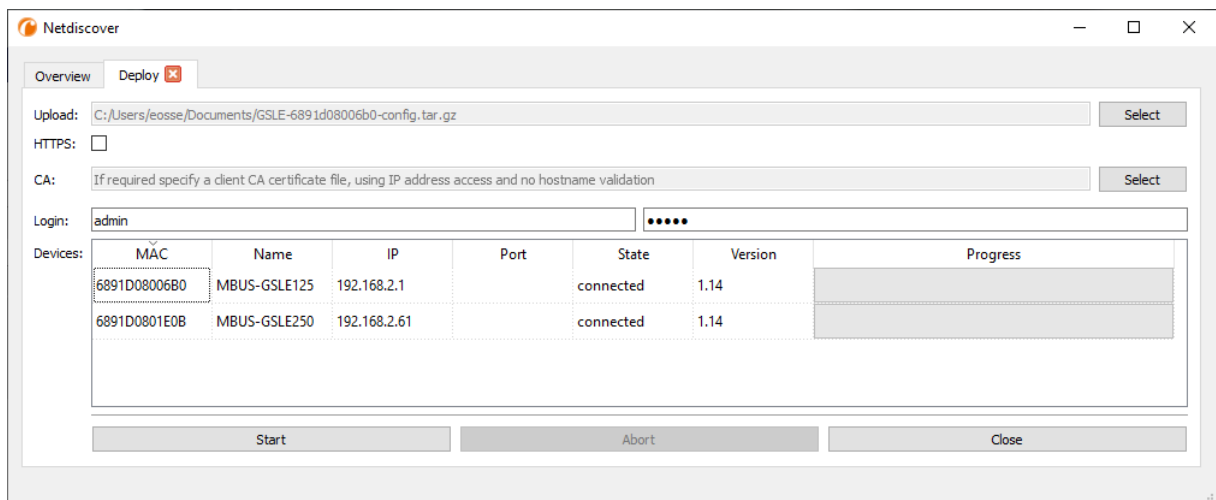 Netdiscover
Overview Deploy
Upload: C:/Users/eosse/Documents/GSLE-6891d08006b0-config.tar.gz Select
HTTPS:
CA: If required specify a client CA certificate file, using IP address access and no hostname validation Select
Login: admin •••••
Devices: MAC Name IP Port State Version Progress
6891D08006B0 MBUS-GSLE125 192.168.2.1 connected 1.14
6891D0801E0B MBUS-GSLE250 192.168.2.61 connected 1.14
Start Abort Close